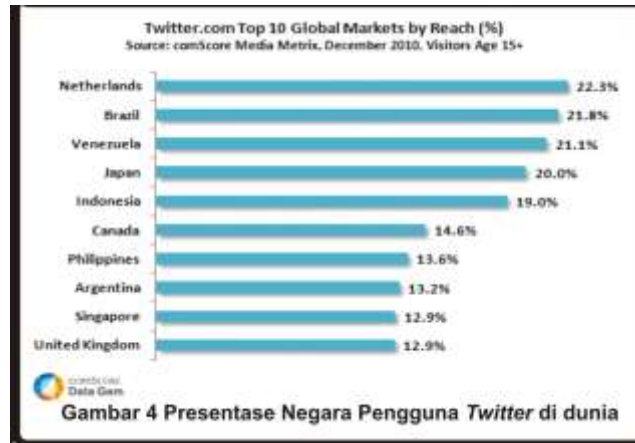 Twitter.com Top 10 Global Markets by Reach (%)
Source: comScore Media Metrix, December 2010, Visitors Age 15+
Netherlands 22.3%
Brazil 21.8%
Venezuela 21.1%
Japan 20.0%
Indonesia 19.0%
Canada 14.6%
Philippines 13.6%
Argentina 13.2%
Singapore 12.9%
United Kingdom 12.9%
comScore
Data Gem
Gambar 4 Presentase Negara Pengguna Twitter di dunia